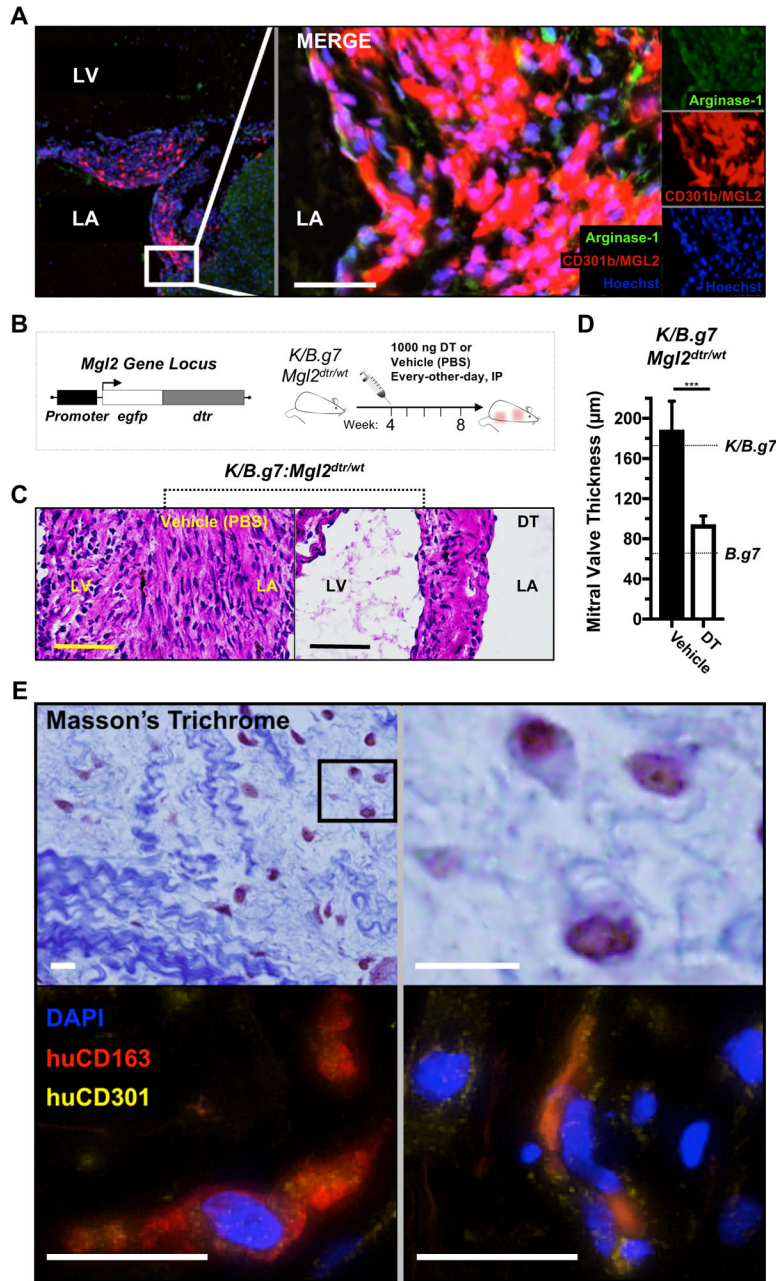 A
LV
LA
MERGE
LA
Arginase-1
CD301b/MGL2
Hoechst
Arginase-1
CD301b/MGL2
Hoechst
B
Mgl2 Gene Locus
Promoter egfp dtr
K/B.g7
Mgl2dtr/wt
1000 ng DT or
Vehicle (PBS)
Every-other-day, IP
Week: 4 8
C
K/B.g7:Mgl2dtr/wt
Vehicle (PBS)
LV
LA
DT
LV
LA
D
K/B.g7
Mgl2dtr/wt
***
Mitral Valve Thickness (µm)
200
160
120
80
40
0
K/B.g7
B.g7
Vehicle
DT
E
Masson's Trichrome
DAPI
huCD163
huCD301